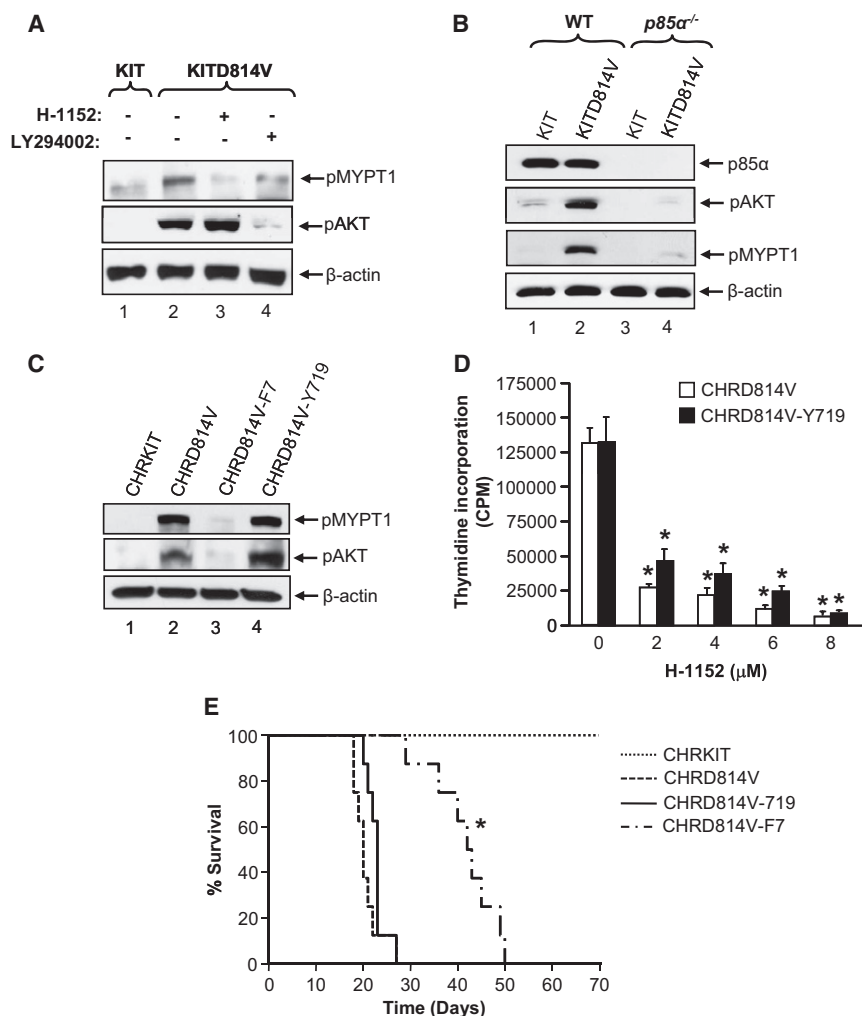 A
KIT KITD814V
H-1152: - - + -
LY294002: - - - +
pMYPT1
pAKT
β-actin
1 2 3 4
B
WT p85α-/-
KIT KITD814V KIT KITD814V
p85α
pAKT
pMYPT1
β-actin
1 2 3 4
C
CHRKIT CHRD814V CHRD814V-F7 CHRD814V-Y719
pMYPT1
pAKT
β-actin
1 2 3 4
D
Thymidine incorporation
(CPM)
175000
150000
125000
100000
75000
50000
25000
0
CHRD814V
CHRD814V-Y719
* * * * * * * *
0 2 4 6 8
H-1152 (μM)
E
% Survival
100
80
60
40
20
0
*
0 10 20 30 40 50 60 70
Time (Days)
CHRKIT
CHRD814V
CHRD814V-719
CHRD814V-F7